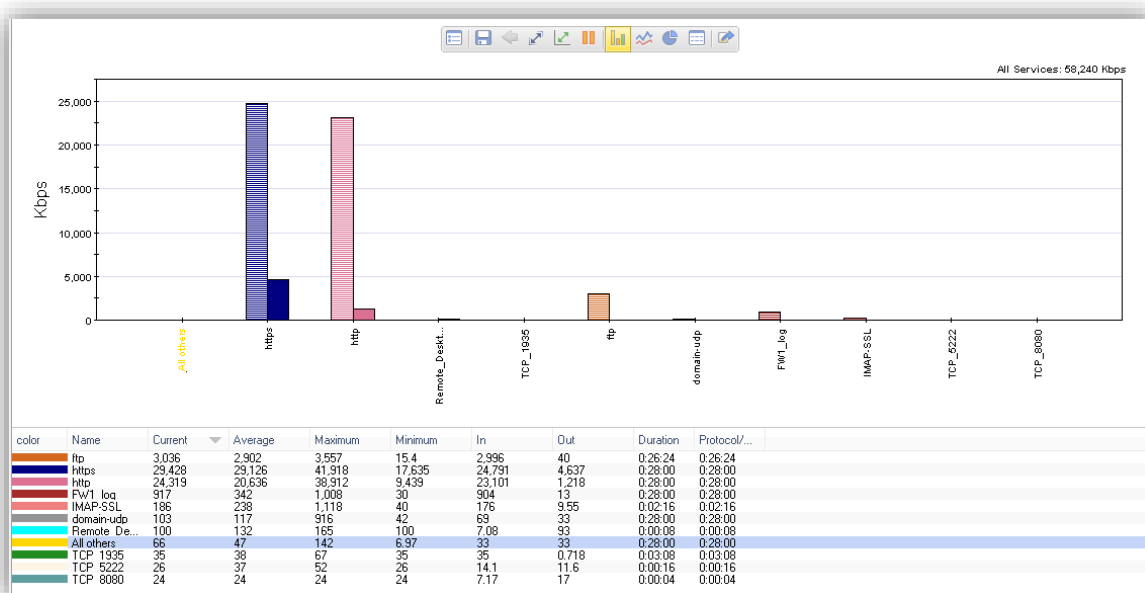 All Services: 58,240 Kbps
Kbps
25,000
20,000
15,000
10,000
5,000
0
All others
https
http
Remote_Deskt...
TCP_1935
ftp
domain-udp
FW1_log
IMAP-SSL
TCP_5222
TCP_8080
color Name Current Average Maximum Minimum In Out Duration Protocol/...
ftp 3,036 2,902 3,557 15.4 2,996 40 0:26:24 0:26:24
https 29,428 29,126 41,918 17,635 24,791 4,637 0:28:00 0:28:00
http 24,319 20,636 38,912 9,439 23,101 1,218 0:28:00 0:28:00
FW1_log 917 342 1,008 30 904 13 0:28:00 0:28:00
IMAP-SSL 186 238 1,118 40 176 9.55 0:02:16 0:02:16
domain-udp 103 117 916 42 69 33 0:28:00 0:28:00
Remote_De... 100 132 165 100 7.08 93 0:00:08 0:00:08
All others 66 47 142 6.97 33 33 0:28:00 0:28:00
TCP_1935 35 38 67 35 35 0.718 0:03:08 0:03:08
TCP_5222 26 37 52 26 14.1 11.6 0:00:16 0:00:16
TCP_8080 24 24 24 24 7.17 17 0:00:04 0:00:04